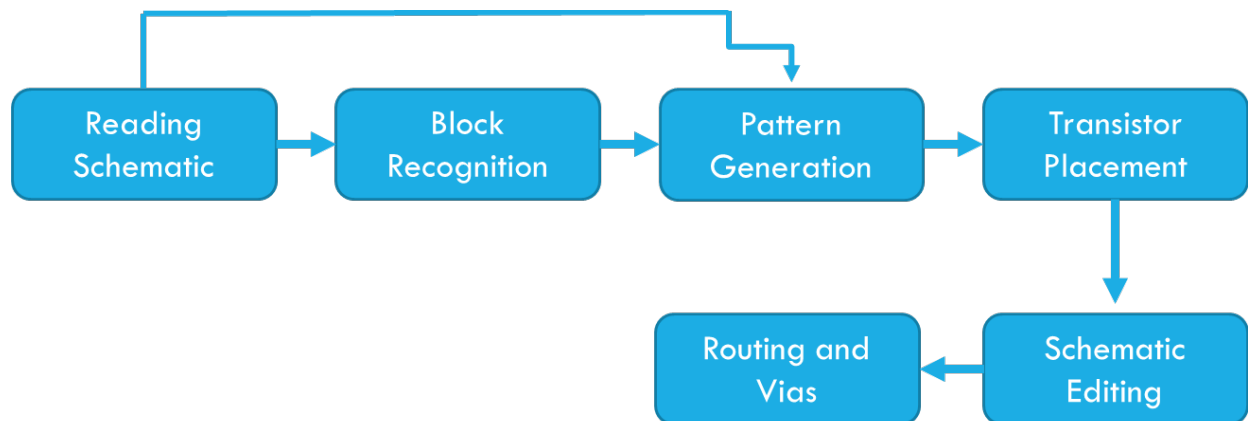 Reading
Schematic
Block
Recognition
Pattern
Generation
Transistor
Placement
Routing and
Vias
Schematic
Editing